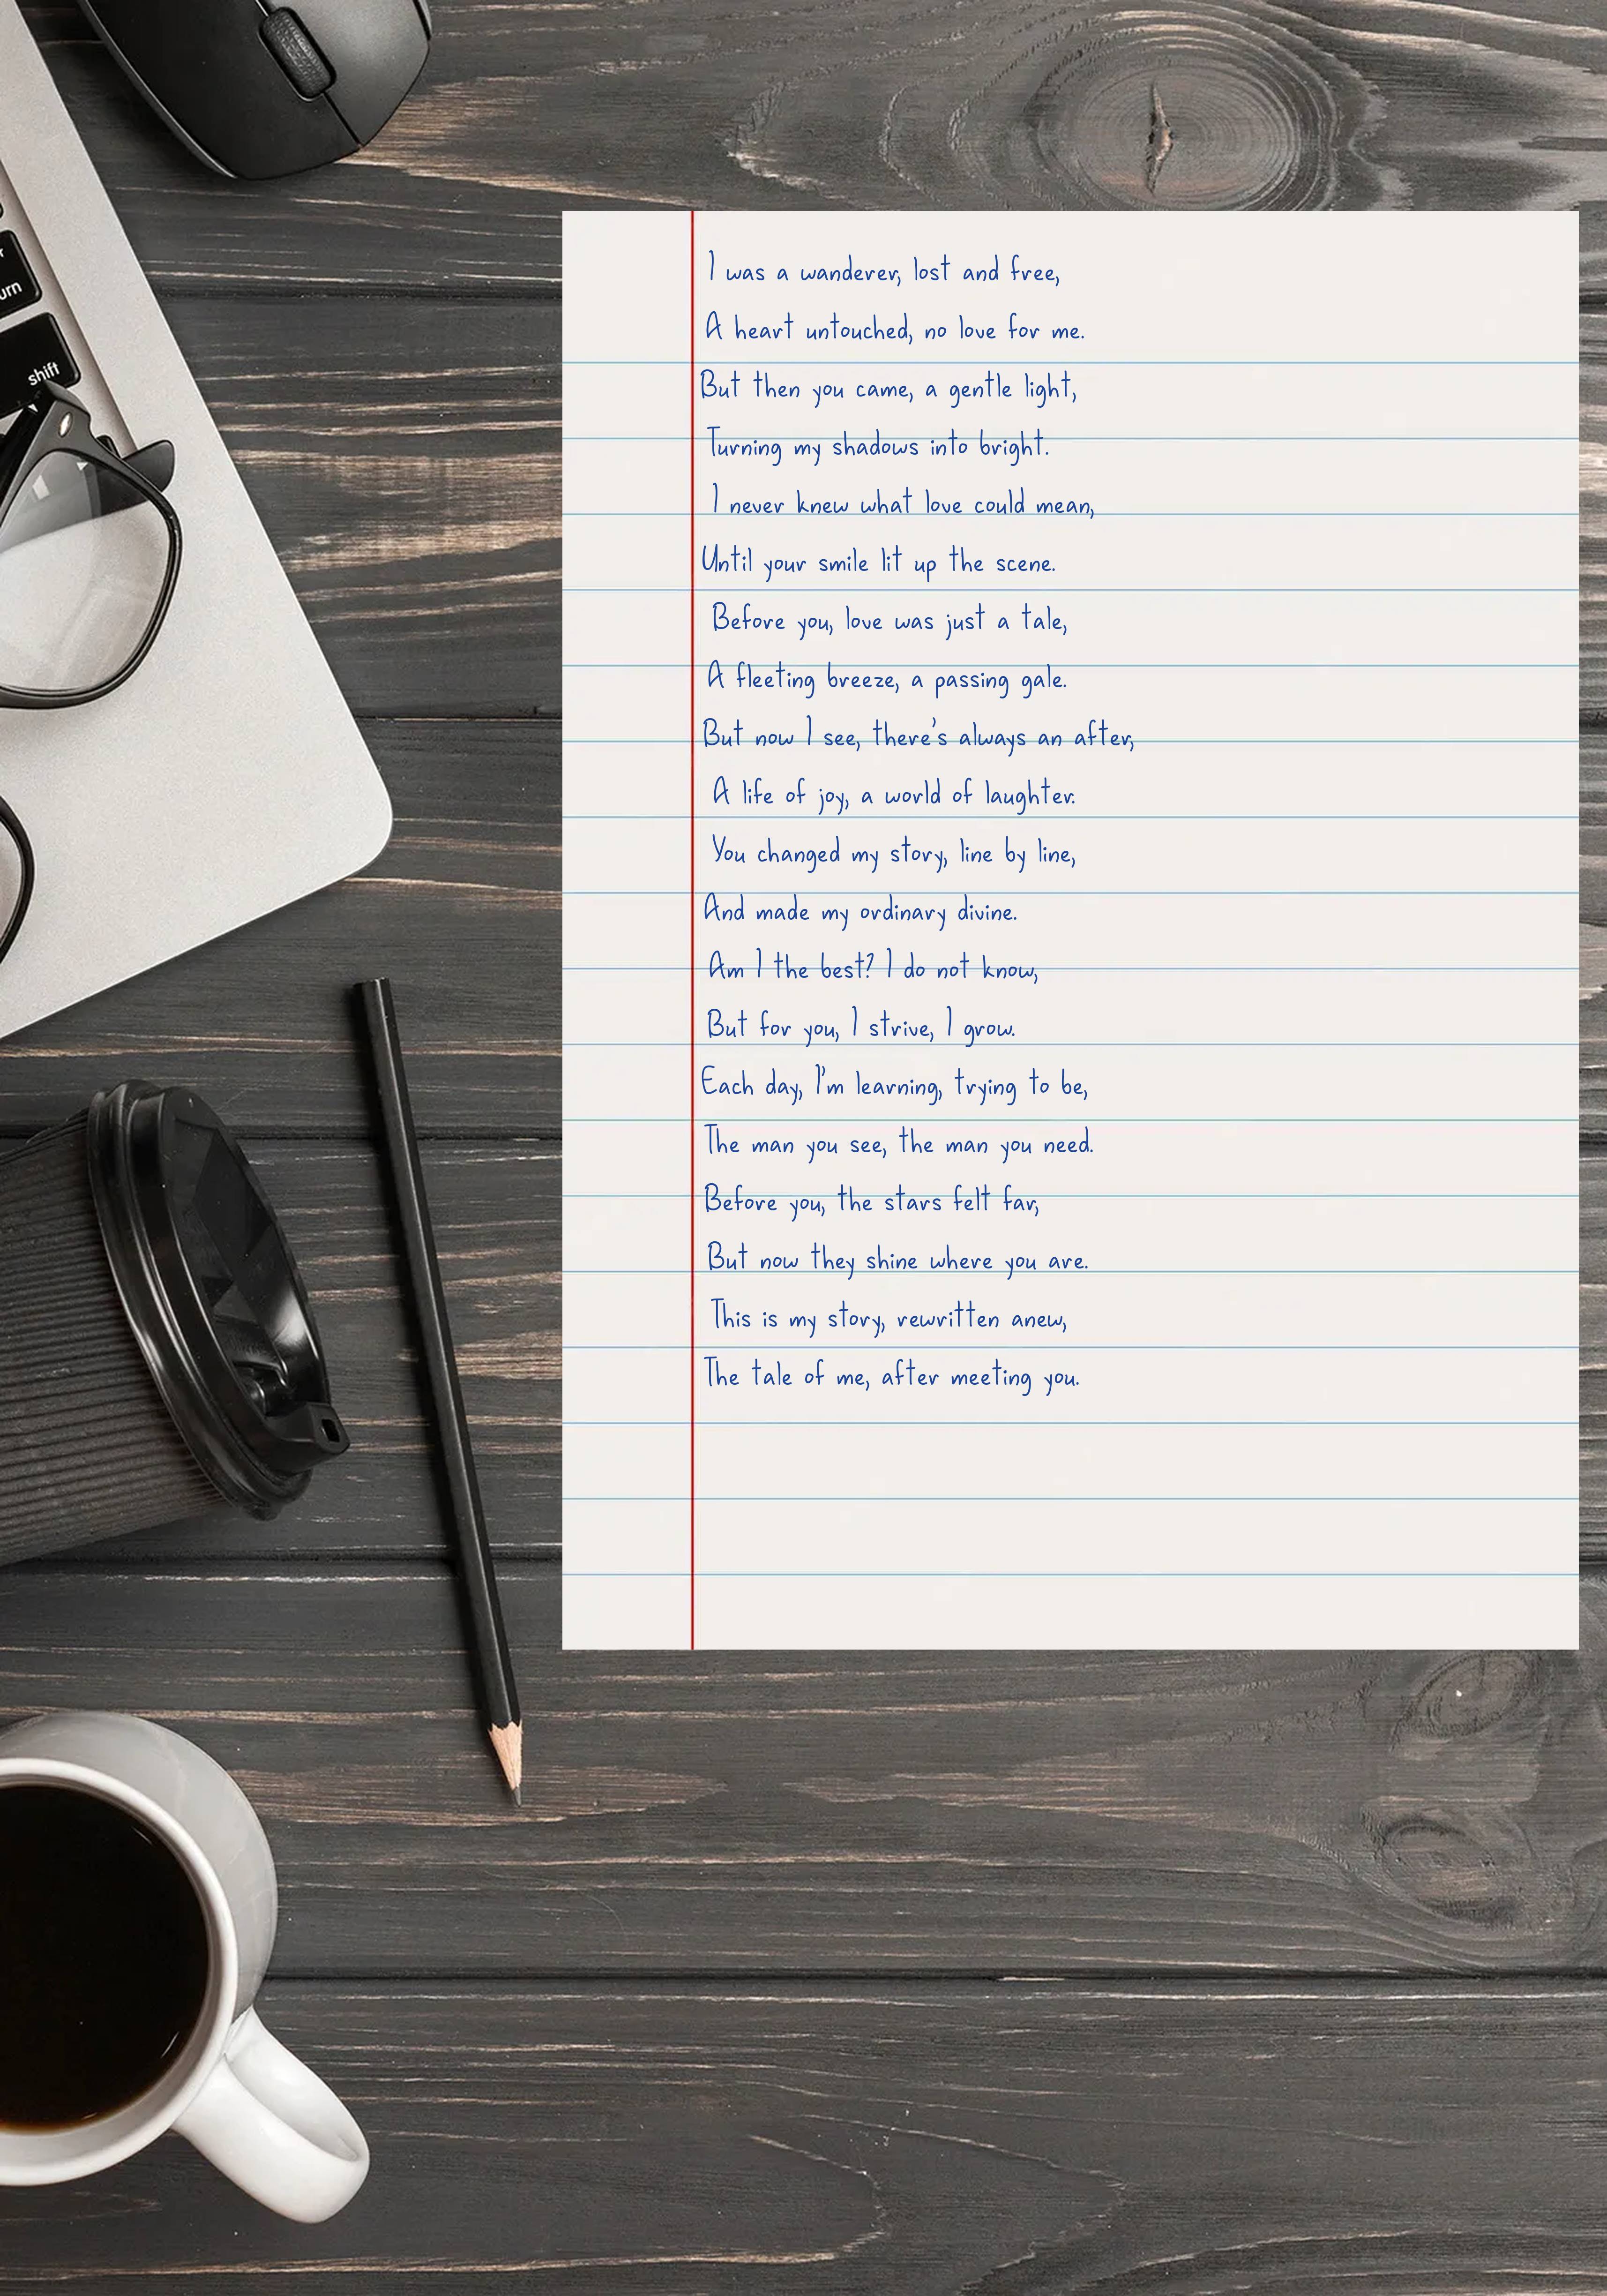 urn
shift
I was a wanderer, lost and free,
A heart untouched, no love for me.
But then you came, a gentle light,
Turning my shadows into bright.
I never knew what love could mean,
Until your smile lit up the scene.
Before you, love was just a tale,
A fleeting breeze, a passing gale.
But now I see, there's always an after,
A life of joy, a world of laughter.
You changed my story, line by line,
And made my ordinary divine.
Am I the best? I do not know,
But for you, I strive, I grow.
Each day, I'm learning, trying to be,
The man you see, the man you need.
Before you, the stars felt far,
But now they shine where you are.
This is my story, rewritten anew,
The tale of me, after meeting you.